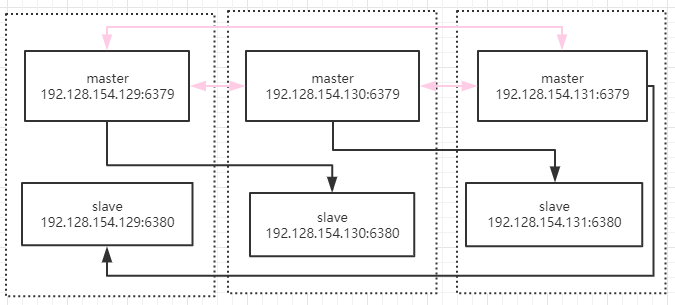 master
192.128.154.129:6379
master
192.128.154.130:6379
master
192.128.154.131:6379
slave
192.128.154.129:6380
slave
192.128.154.130:6380
slave
192.128.154.131:6380